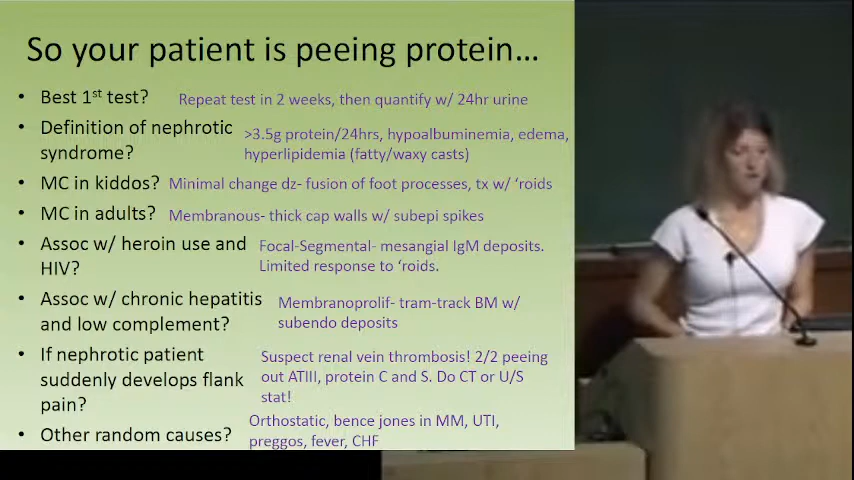 So your patient is peeing protein…
• Best 1st test? Repeat test in 2 weeks, then quantify w/ 24hr urine
• Definition of nephrotic syndrome?
>3.5g protein/24hrs, hypoalbuminemia, edema,
hyperlipidemia (fatty/waxy casts)
• MC in kiddos? Minimal change dz- fusion of foot processes, tx w/ ‘roids
• MC in adults? Membranous- thick cap walls w/ subepi spikes
• Assoc w/ heroin use and
HIV?
Focal-Segmental- mesangial IgM deposits.
Limited response to ‘roids.
• Assoc w/ chronic hepatitis
and low complement?
Membranoprolif- tram-track BM w/
subendo deposits
• If nephrotic patient
suddenly develops flank
pain?
Suspect renal vein thrombosis! 2/2 peeing
out ATIII, protein C and S. Do CT or U/S
stat!
• Other random causes?
Orthostatic, bence jones in MM, UTI,
preggos, fever, CHF